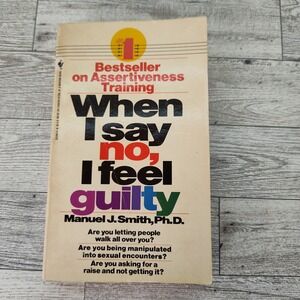 1
Bestseller
on Assertiveness
Training
When
I say
no,
I feel
guilty
Manuel J. Smith, Ph.D.
Are you letting people
walk all over you?
Are you being manipulated
into sexual encounters?
Are you asking for a
raise and not getting it?